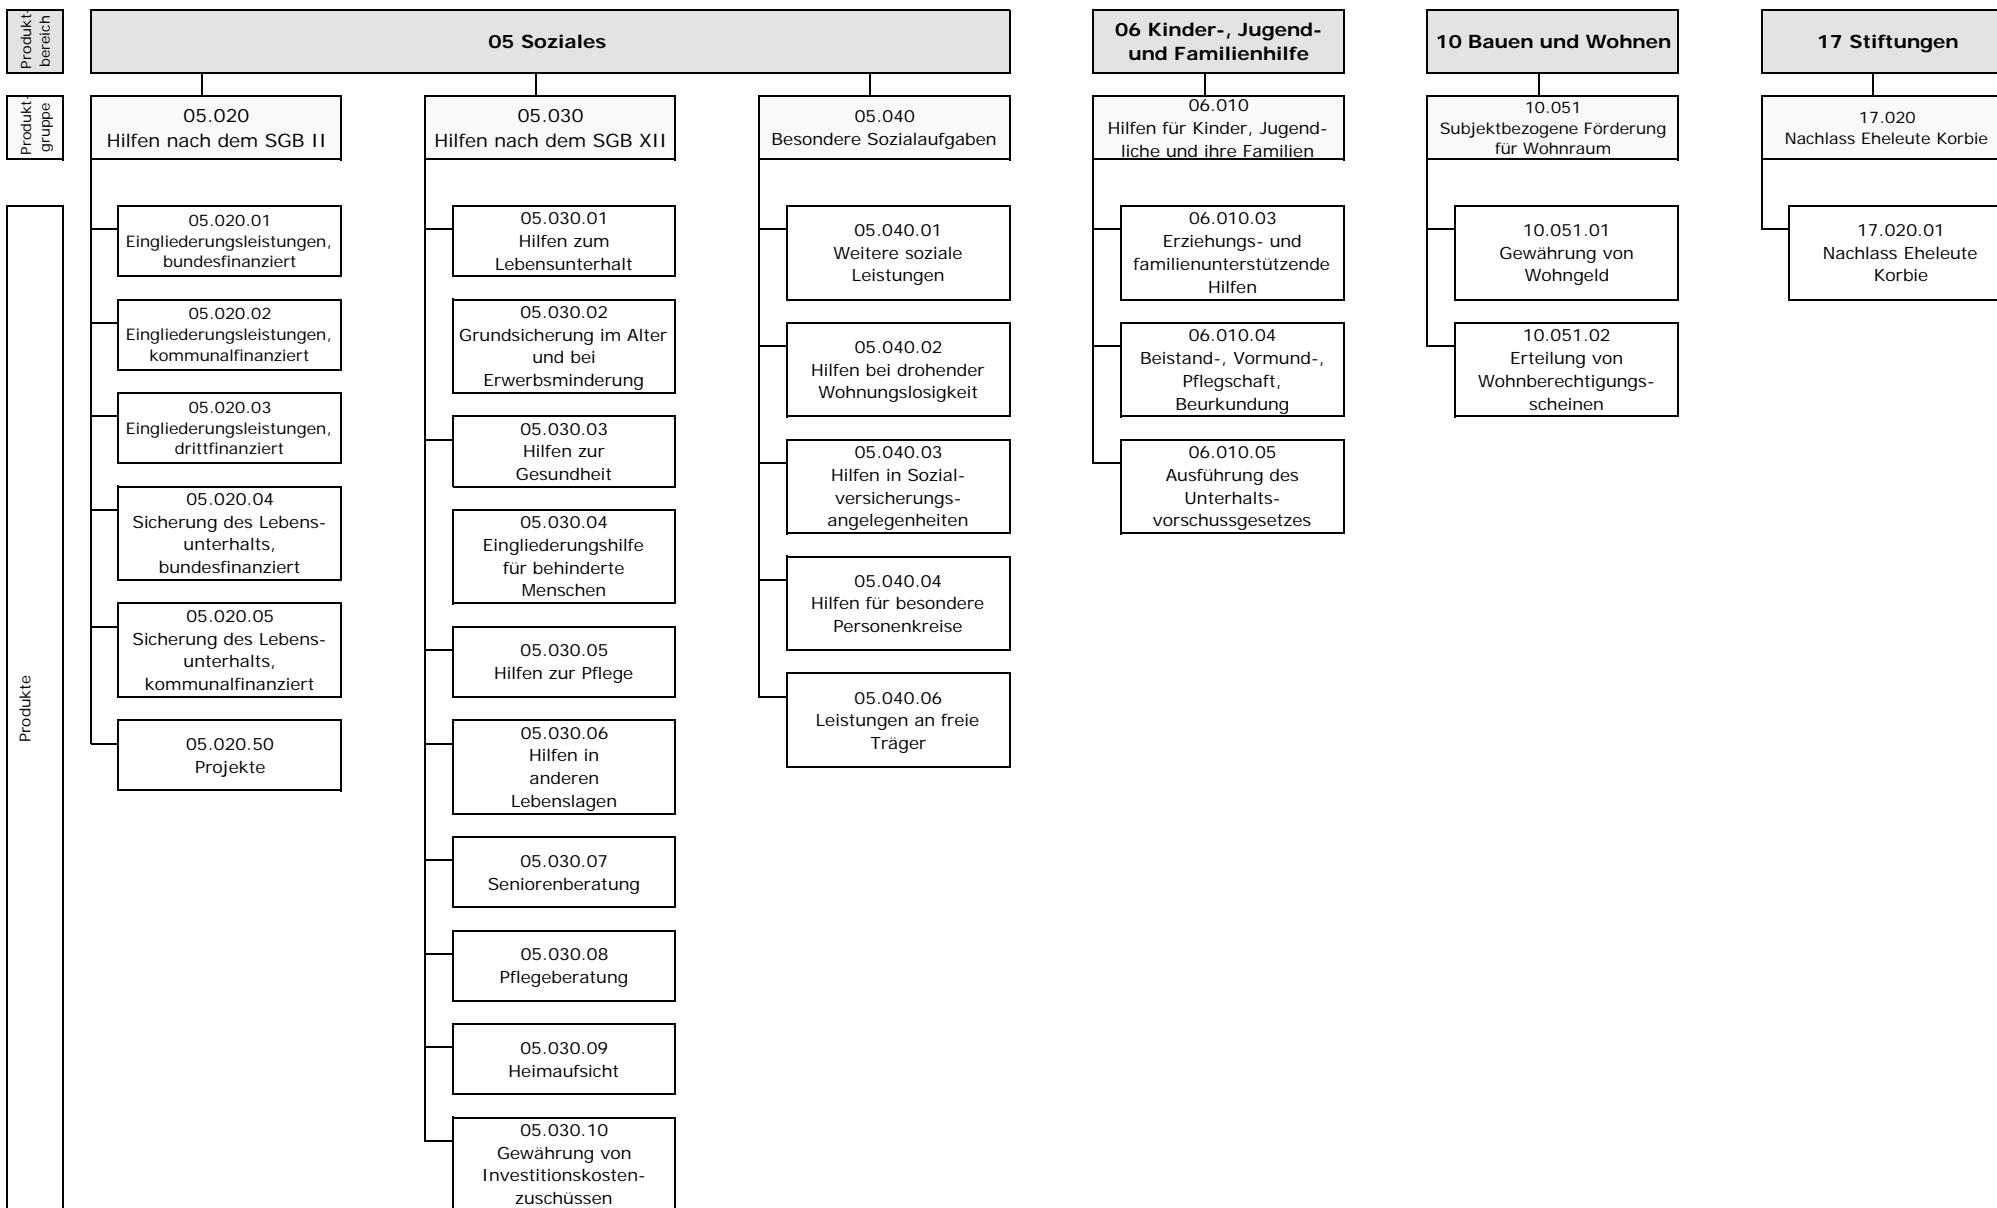 Produkt-
bereich
05 Soziales
06 Kinder-, Jugend-
und Familienhilfe
10 Bauen und Wohnen
17 Stiftungen
Produkt-
gruppe
05.020
Hilfen nach dem SGB II
05.030
Hilfen nach dem SGB XII
05.040
Besondere Sozialaufgaben
06.010
Hilfen für Kinder, Jugend-
liche und ihre Familien
10.051
Subjektbezogene Förderung
für Wohnraum
17.020
Nachlass Eheleute Korbie
Produkte
05.020.01
Eingliederungsleistungen,
bundesfinanziert
05.020.02
Eingliederungsleistungen,
kommunalfinanziert
05.020.03
Eingliederungsleistungen,
drittfinanziert
05.020.04
Sicherung des Lebens-
unterhalts,
bundesfinanziert
05.020.05
Sicherung des Lebens-
unterhalts,
kommunalfinanziert
05.020.50
Projekte
05.030.01
Hilfen zum
Lebensunterhalt
05.030.02
Grundsicherung im Alter
und bei
Erwerbsminderung
05.030.03
Hilfen zur
Gesundheit
05.030.04
Eingliederungshilfe
für behinderte
Menschen
05.030.05
Hilfen zur Pflege
05.030.06
Hilfen in
anderen
Lebenslagen
05.030.07
Seniorenberatung
05.030.08
Pflegeberatung
05.030.09
Heimaufsicht
05.030.10
Gewährung von
Investitionskosten-
zuschüssen
05.040.01
Weitere soziale
Leistungen
05.040.02
Hilfen bei drohender
Wohnungslosigkeit
05.040.03
Hilfen in Sozial-
versicherungs-
angelegenheiten
05.040.04
Hilfen für besondere
Personenkreise
05.040.06
Leistungen an freie
Träger
06.010.03
Erziehungs- und
familienunterstützende
Hilfen
06.010.04
Beistand-, Vormund-,
Pflegschaft,
Beurkundung
06.010.05
Ausführung des
Unterhalts-
vorschussgesetzes
10.051.01
Gewährung von
Wohngeld
10.051.02
Erteilung von
Wohnberechtigungs-
scheinen
17.020.01
Nachlass Eheleute
Korbie